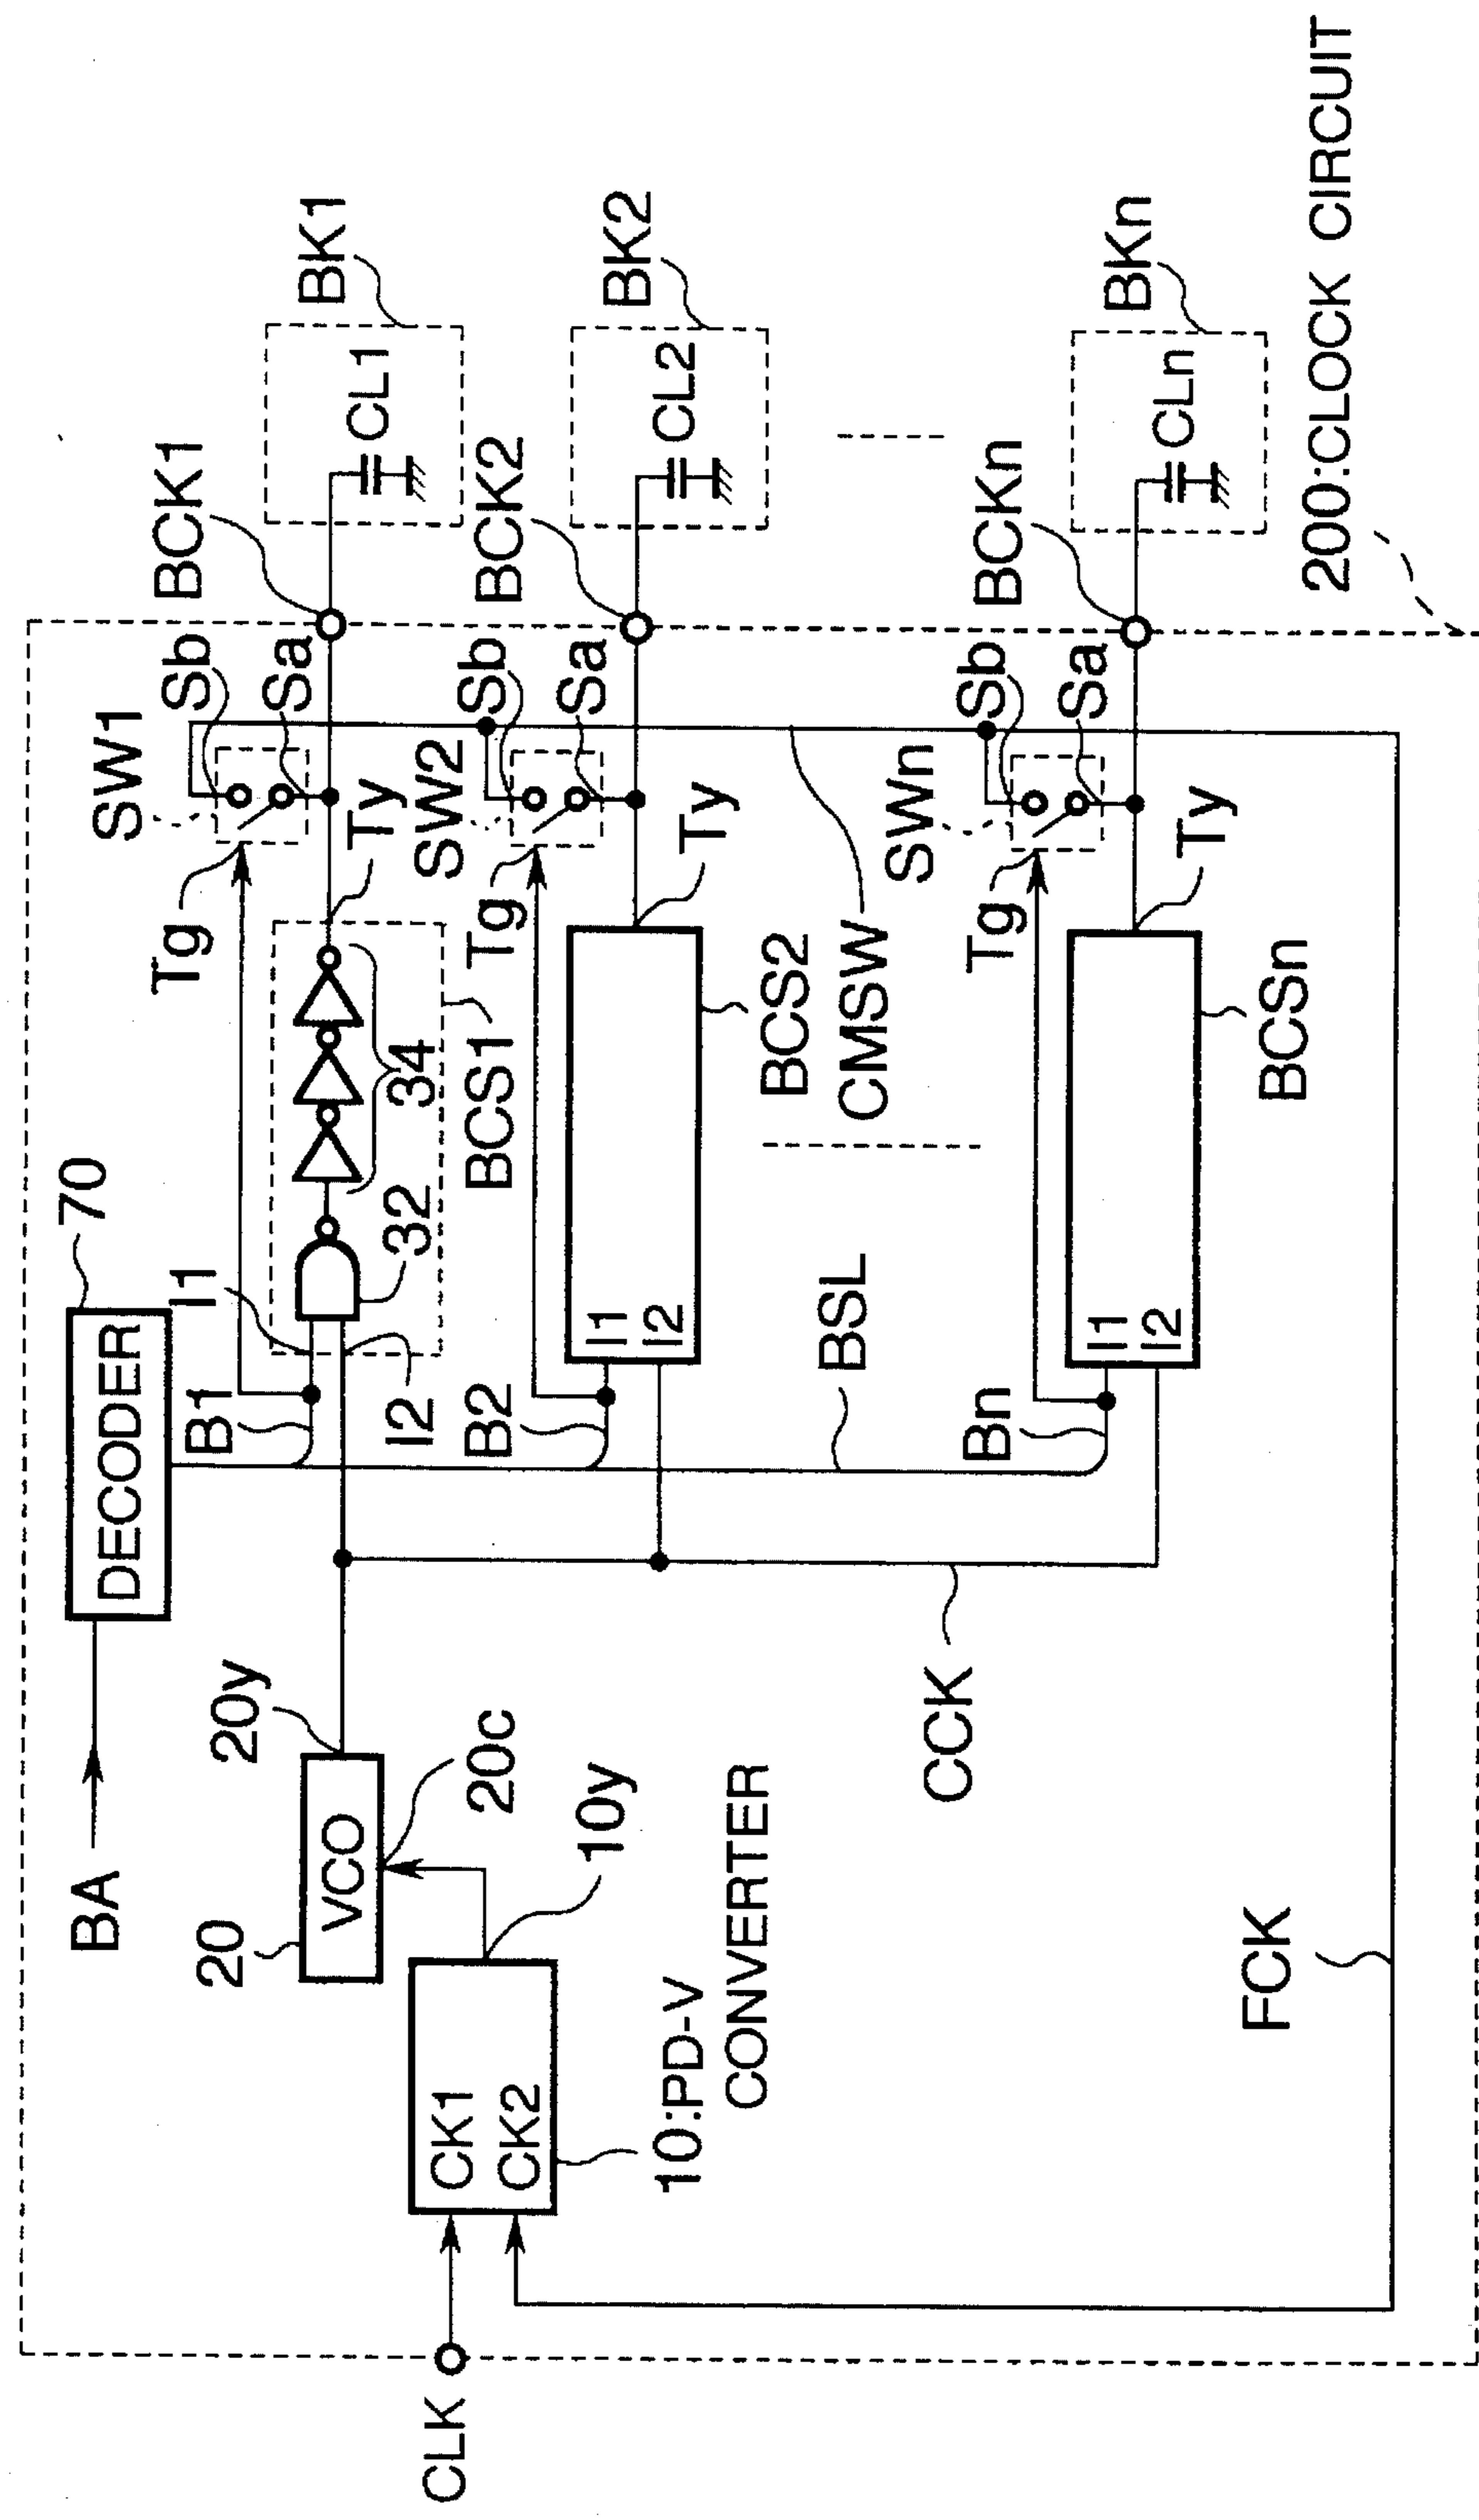 200:CLOCK CIRCUIT
BA
DECODER
70
SW1
Sb
BCK1
BK1
Tg
Sa
B1
I1
CL1
20
VCO
20y
I2
32
34
Ty
BCS1
SW2
Sb
BCK2
BK2
Tg
Sa
20c
B2
I1
I2
CL2
CLK
CK1
CK2
10y
Ty
10:PD-V
CONVERTER
BSL
BCS2
CMSW
SWn
Sb
BCKn
BKn
Tg
Sa
CCK
Bn
I1
I2
CLn
Ty
FCK
BCSn